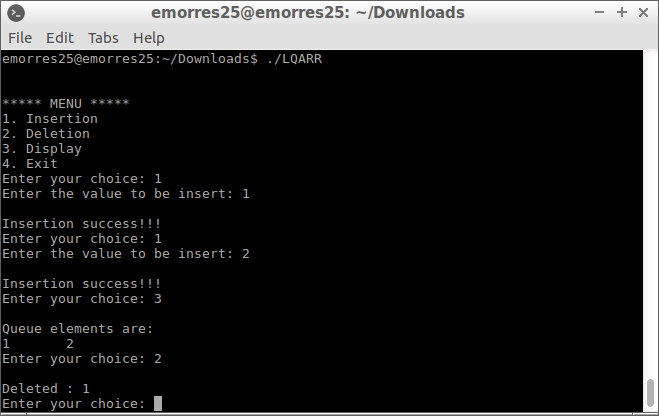 emorres25@emorres25: ~/Downloads
File Edit Tabs Help
emorres25@emorres25:~/Downloads$ ./LQARR
***** MENU *****
1. Insertion
2. Deletion
3. Display
4. Exit
Enter your choice: 1
Enter the value to be insert: 1
Insertion success!!!
Enter your choice: 1
Enter the value to be insert: 2
Insertion success!!!
Enter your choice: 3
Queue elements are:
1       2
Enter your choice: 2
Deleted : 1
Enter your choice: